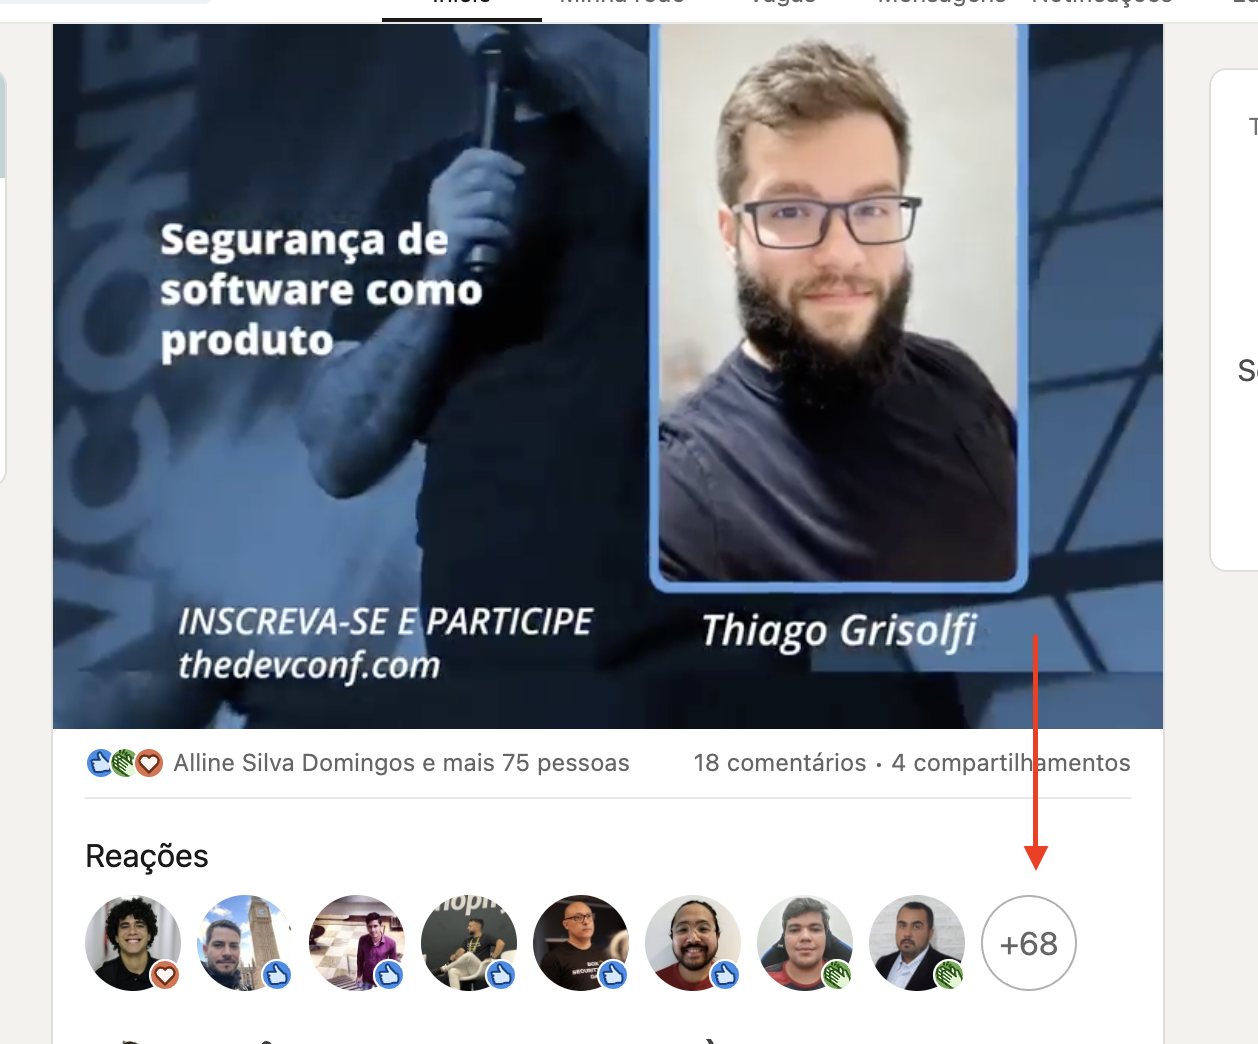 Segurança de
software como
produto
INSCREVA-SE E PARTICIPE
thedevconf.com
Thiago Grisolfi
Alline Silva Domingos e mais 75 pessoas
18 comentários • 4 compartilhamentos
Reações
+68